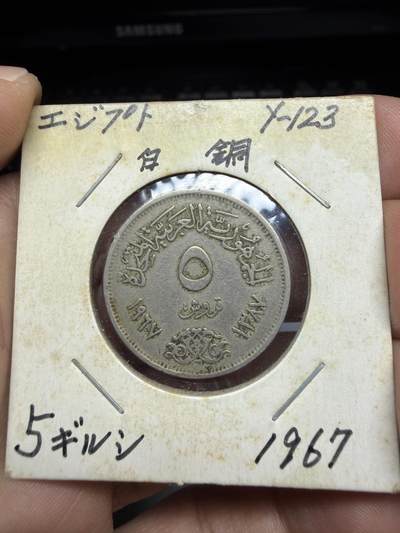 SAMSUNG
エジプト Y-123
白銅
الجمهورية العربية المتحدة
٥
قروش
١٩٦٧ ١٣٨٧
5ギルシ 1967